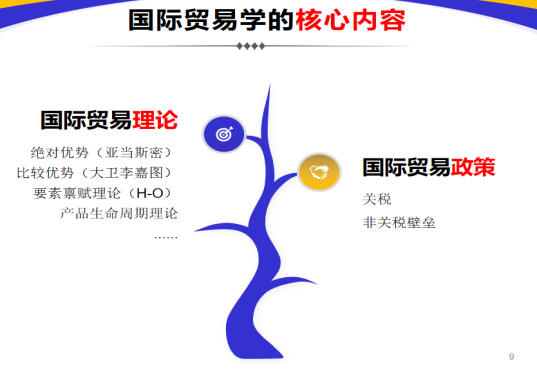 国际贸易学的核心内容
国际贸易理论
绝对优势（亚当斯密）
比较优势（大卫李嘉图）
要素禀赋理论（H-O）
产品生命周期理论
……
国际贸易政策
关税
非关税壁垒
9